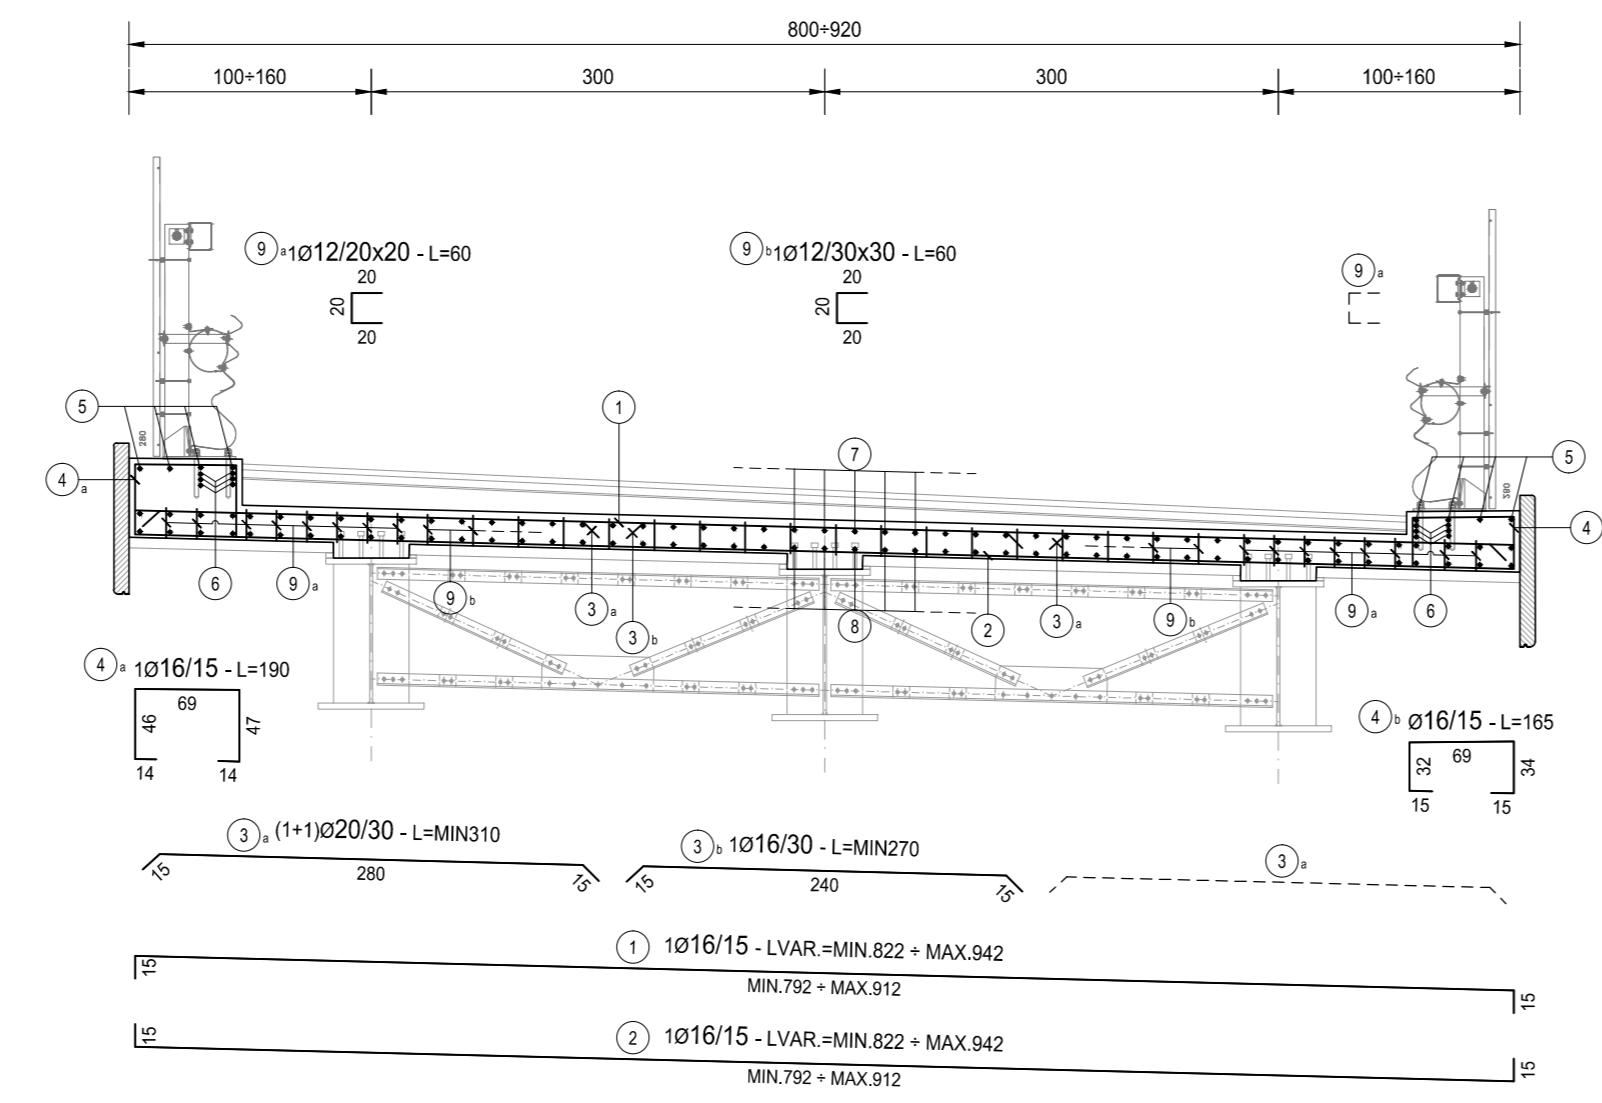 800÷920
100÷160 300 300 100÷160
9 a 1Ø12/20x20 - L=60
20
20
20
9 b 1Ø12/30x30 - L=60
20
20
20
9 a
5
280
4 a
1
7
5
280
4
6
9 a
9 b
3 a
3 b
8
2
3 a
9 b
9 a
6
4 a 1Ø16/15 - L=190
69
46
47
14
14
4 b Ø16/15 - L=165
69
32
34
15
15
3 a (1+1)Ø20/30 - L=MIN310
15
280
15
3 b 1Ø16/30 - L=MIN270
15
240
15
3 a
1 1Ø16/15 - LVAR.=MIN.822 ÷ MAX.942
15
MIN.792 ÷ MAX.912
15
2 1Ø16/15 - LVAR.=MIN.822 ÷ MAX.942
15
MIN.792 ÷ MAX.912
15